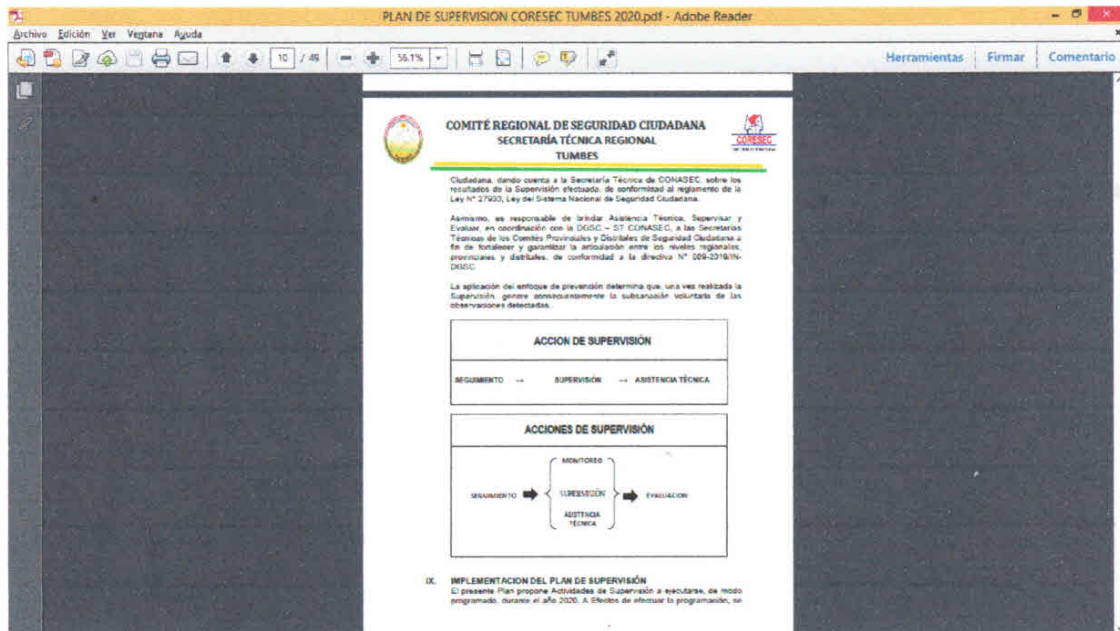 PLAN DE SUPERVISION CORESEC TUMBES 2020.pdf - Adobe Reader
Archivo Edición Ver Ventana Ayuda
10 / 46
56.1%
Herramientas Firmar Comentario
COMITÉ REGIONAL DE SEGURIDAD CIUDADANA
SECRETARÍA TÉCNICA REGIONAL
TUMBES
CORESEC
Ciudadana, dando cuenta a la Secretaría Técnica de CONASEC, sobre los
resultados de la Supervisión efectuada, de conformidad al reglamento de la
Ley N° 27933, Ley del Sistema Nacional de Seguridad Ciudadana.
Asimismo, es responsable de brindar Asistencia Técnica, Supervisar y
Evaluar, en coordinación con la DGSC – ST CONASEC, a las Secretarías
Técnicas de los Comités Provinciales y Distritales de Seguridad Ciudadana a
fin de fortalecer y garantizar la articulación entre los niveles regionales,
provinciales y distritales, de conformidad a la directiva N° 009-2019/IN-
DGSC.
La aplicación del enfoque de prevención determina que, una vez realizada la
Supervisión, genere consecuentemente la subsanación voluntaria de las
observaciones detectadas.
ACCION DE SUPERVISIÓN
SEGUIMIENTO → SUPERVISIÓN → ASISTENCIA TÉCNICA
ACCIONES DE SUPERVISIÓN
MONITOREO
SEGUIMIENTO SUPERVISIÓN EVALUACION
ASISTENCIA
TÉCNICA
IX. IMPLEMENTACION DEL PLAN DE SUPERVISIÓN
El presente Plan propone Actividades de Supervisión a ejecutarse, de modo
programado, durante el año 2020. A Efectos de efectuar la programación, se